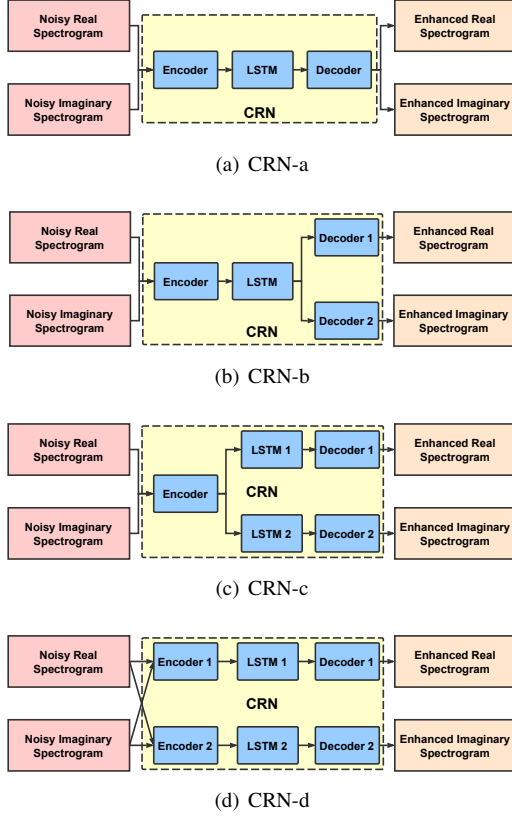 Noisy Real
Spectrogram
Enhanced Real
Spectrogram
Encoder
LSTM
Decoder
Noisy Imaginary
Spectrogram
CRN
Enhanced Imaginary
Spectrogram
(a) CRN-a
Noisy Real
Spectrogram
Decoder 1
Enhanced Real
Spectrogram
Encoder
LSTM
Noisy Imaginary
Spectrogram
CRN
Decoder 2
Enhanced Imaginary
Spectrogram
(b) CRN-b
Noisy Real
Spectrogram
LSTM 1
Decoder 1
Enhanced Real
Spectrogram
Encoder
CRN
Noisy Imaginary
Spectrogram
LSTM 2
Decoder 2
Enhanced Imaginary
Spectrogram
(c) CRN-c
Noisy Real
Spectrogram
Encoder 1
LSTM 1
Decoder 1
Enhanced Real
Spectrogram
CRN
Noisy Imaginary
Spectrogram
Encoder 2
LSTM 2
Decoder 2
Enhanced Imaginary
Spectrogram
(d) CRN-d